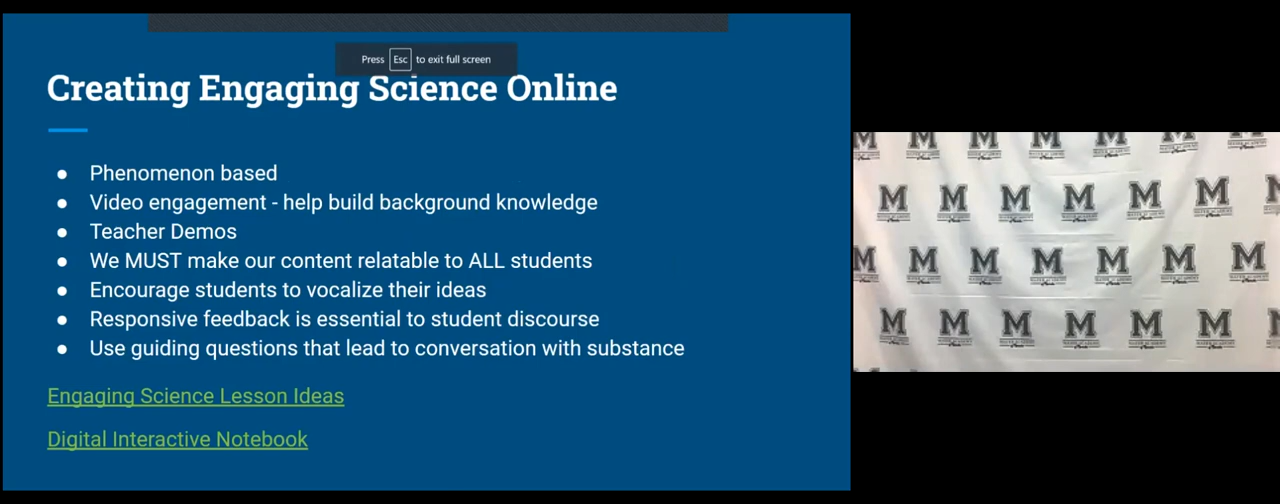 Press Esc to exit full screen
Creating Engaging Science Online
● Phenomenon based
● Video engagement - help build background knowledge
● Teacher Demos
● We MUST make our content relatable to ALL students
● Encourage students to vocalize their ideas
● Responsive feedback is essential to student discourse
● Use guiding questions that lead to conversation with substance
Engaging Science Lesson Ideas
Digital Interactive Notebook
M M M M M M
MATER ACADEMY